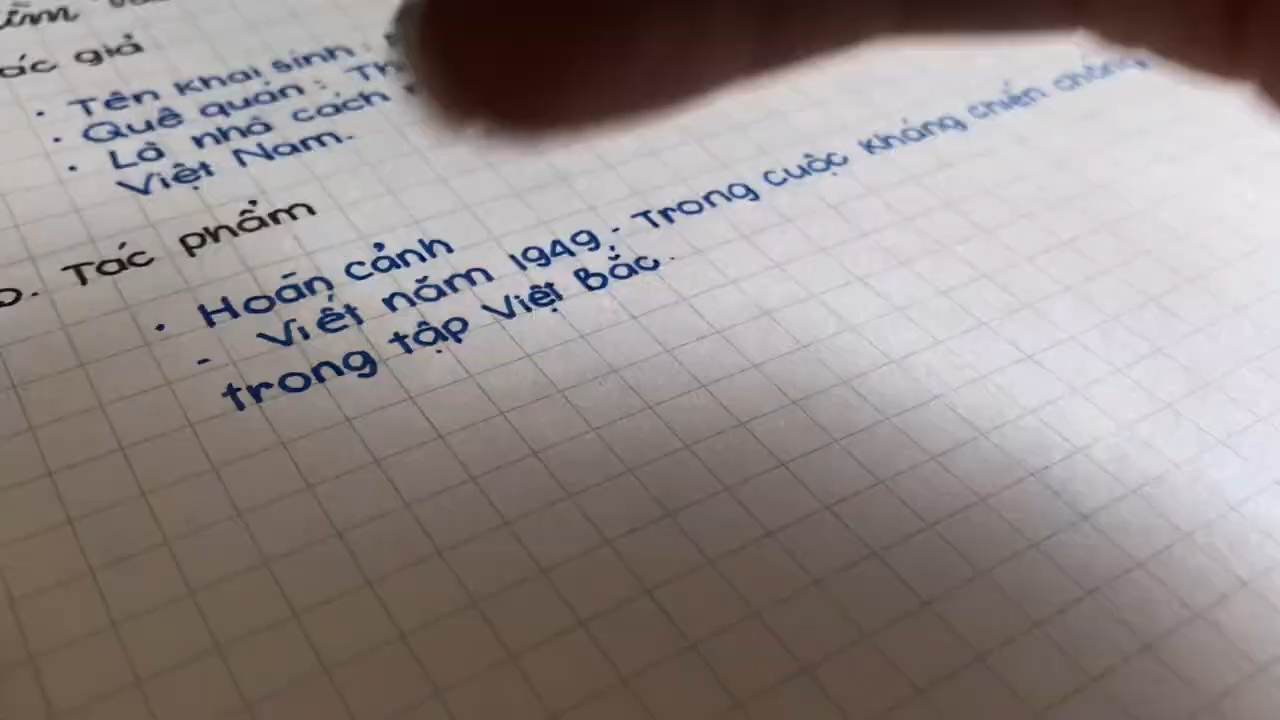 ác giả
· Tên khai sinh :
· Quê quán : Th
· Là nhà cách
Việt Nam.
. Tác phẩm
· Hoàn cảnh
- Viết năm 1949, - Trong cuộc kháng chiến chống
trong tập Việt Bắc.